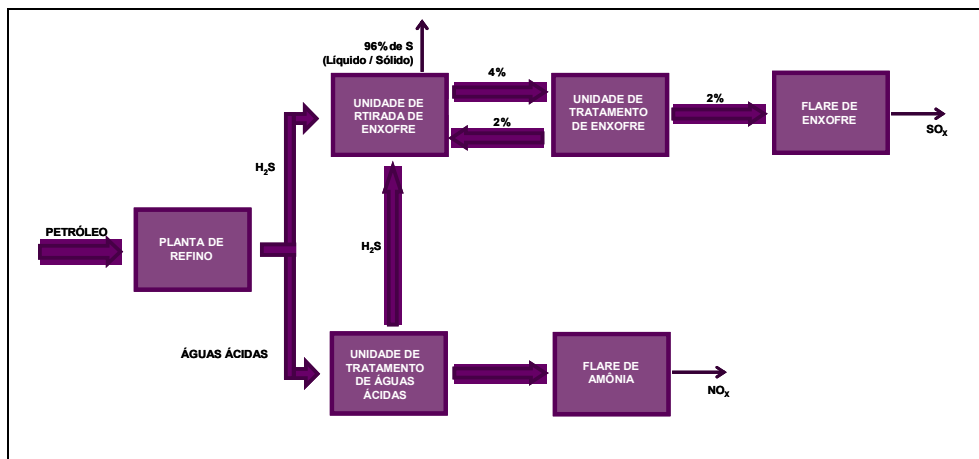 96% de S
(Líquido / Sólido)
4%
UNIDADE DE
RTIRADA DE
ENXOFRE
UNIDADE DE
TRATAMENTO
DE ENXOFRE
2%
FLARE DE
ENXOFRE
2%
SOₓ
H₂S
PETRÓLEO
PLANTA DE
REFINO
H₂S
ÁGUAS ÁCIDAS
UNIDADE DE
TRATAMENTO
DE ÁGUAS
ÁCIDAS
FLARE DE
AMÔNIA
NOₓ